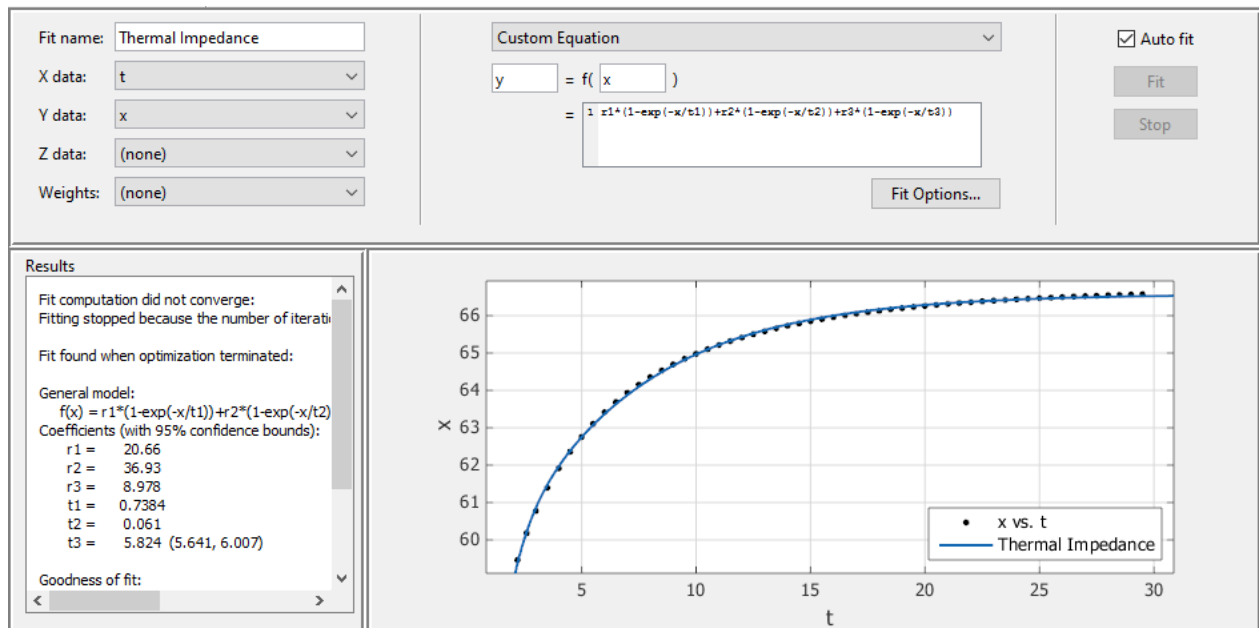 Fit name: Thermal Impedance
X data: t
Y data: x
Z data: (none)
Weights: (none)
Custom Equation
y = f( x )
= 1 r1*(1-exp(-x/t1))+r2*(1-exp(-x/t2))+r3*(1-exp(-x/t3))
Fit Options...
Auto fit
Fit
Stop
Results
Fit computation did not converge:
Fitting stopped because the number of iterati
Fit found when optimization terminated:
General model:
f(x) = r1*(1-exp(-x/t1))+r2*(1-exp(-x/t2)
Coefficients (with 95% confidence bounds):
r1 = 20.66
r2 = 36.93
r3 = 8.978
t1 = 0.7384
t2 = 0.061
t3 = 5.824 (5.641, 6.007)
Goodness of fit:
x
66
65
64
63
62
61
60
5 10 15 20 25 30
t
x vs. t
Thermal Impedance